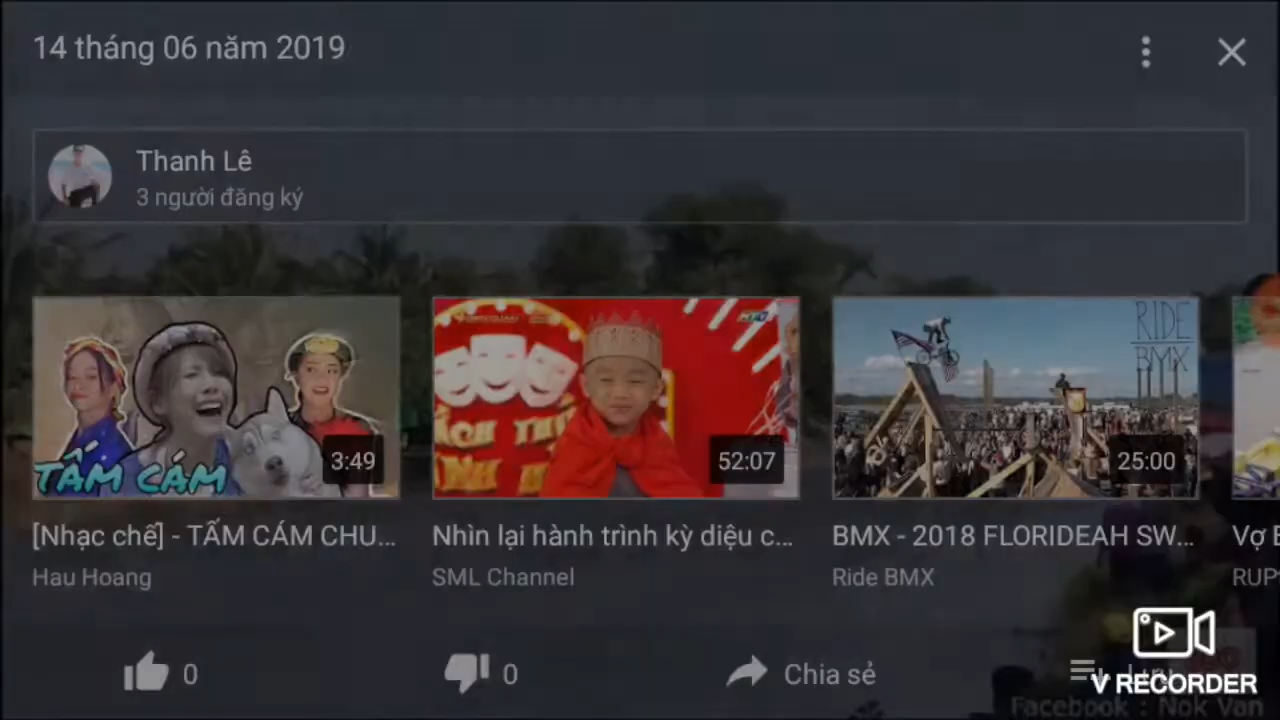 14 tháng 06 năm 2019
Thanh Lê
3 người đăng ký
RIDE
BMX
TẤM CÁM
3:49
52:07
25:00
[Nhạc chế] - TẤM CÁM CHU...
Nhìn lại hành trình kỳ diệu c...
BMX - 2018 FLORIDEAH SW...
Vợ
Hau Hoang
SML Channel
Ride BMX
RUP
0
0
Chia sẻ
V RECORDER
Facebook : Nok Van